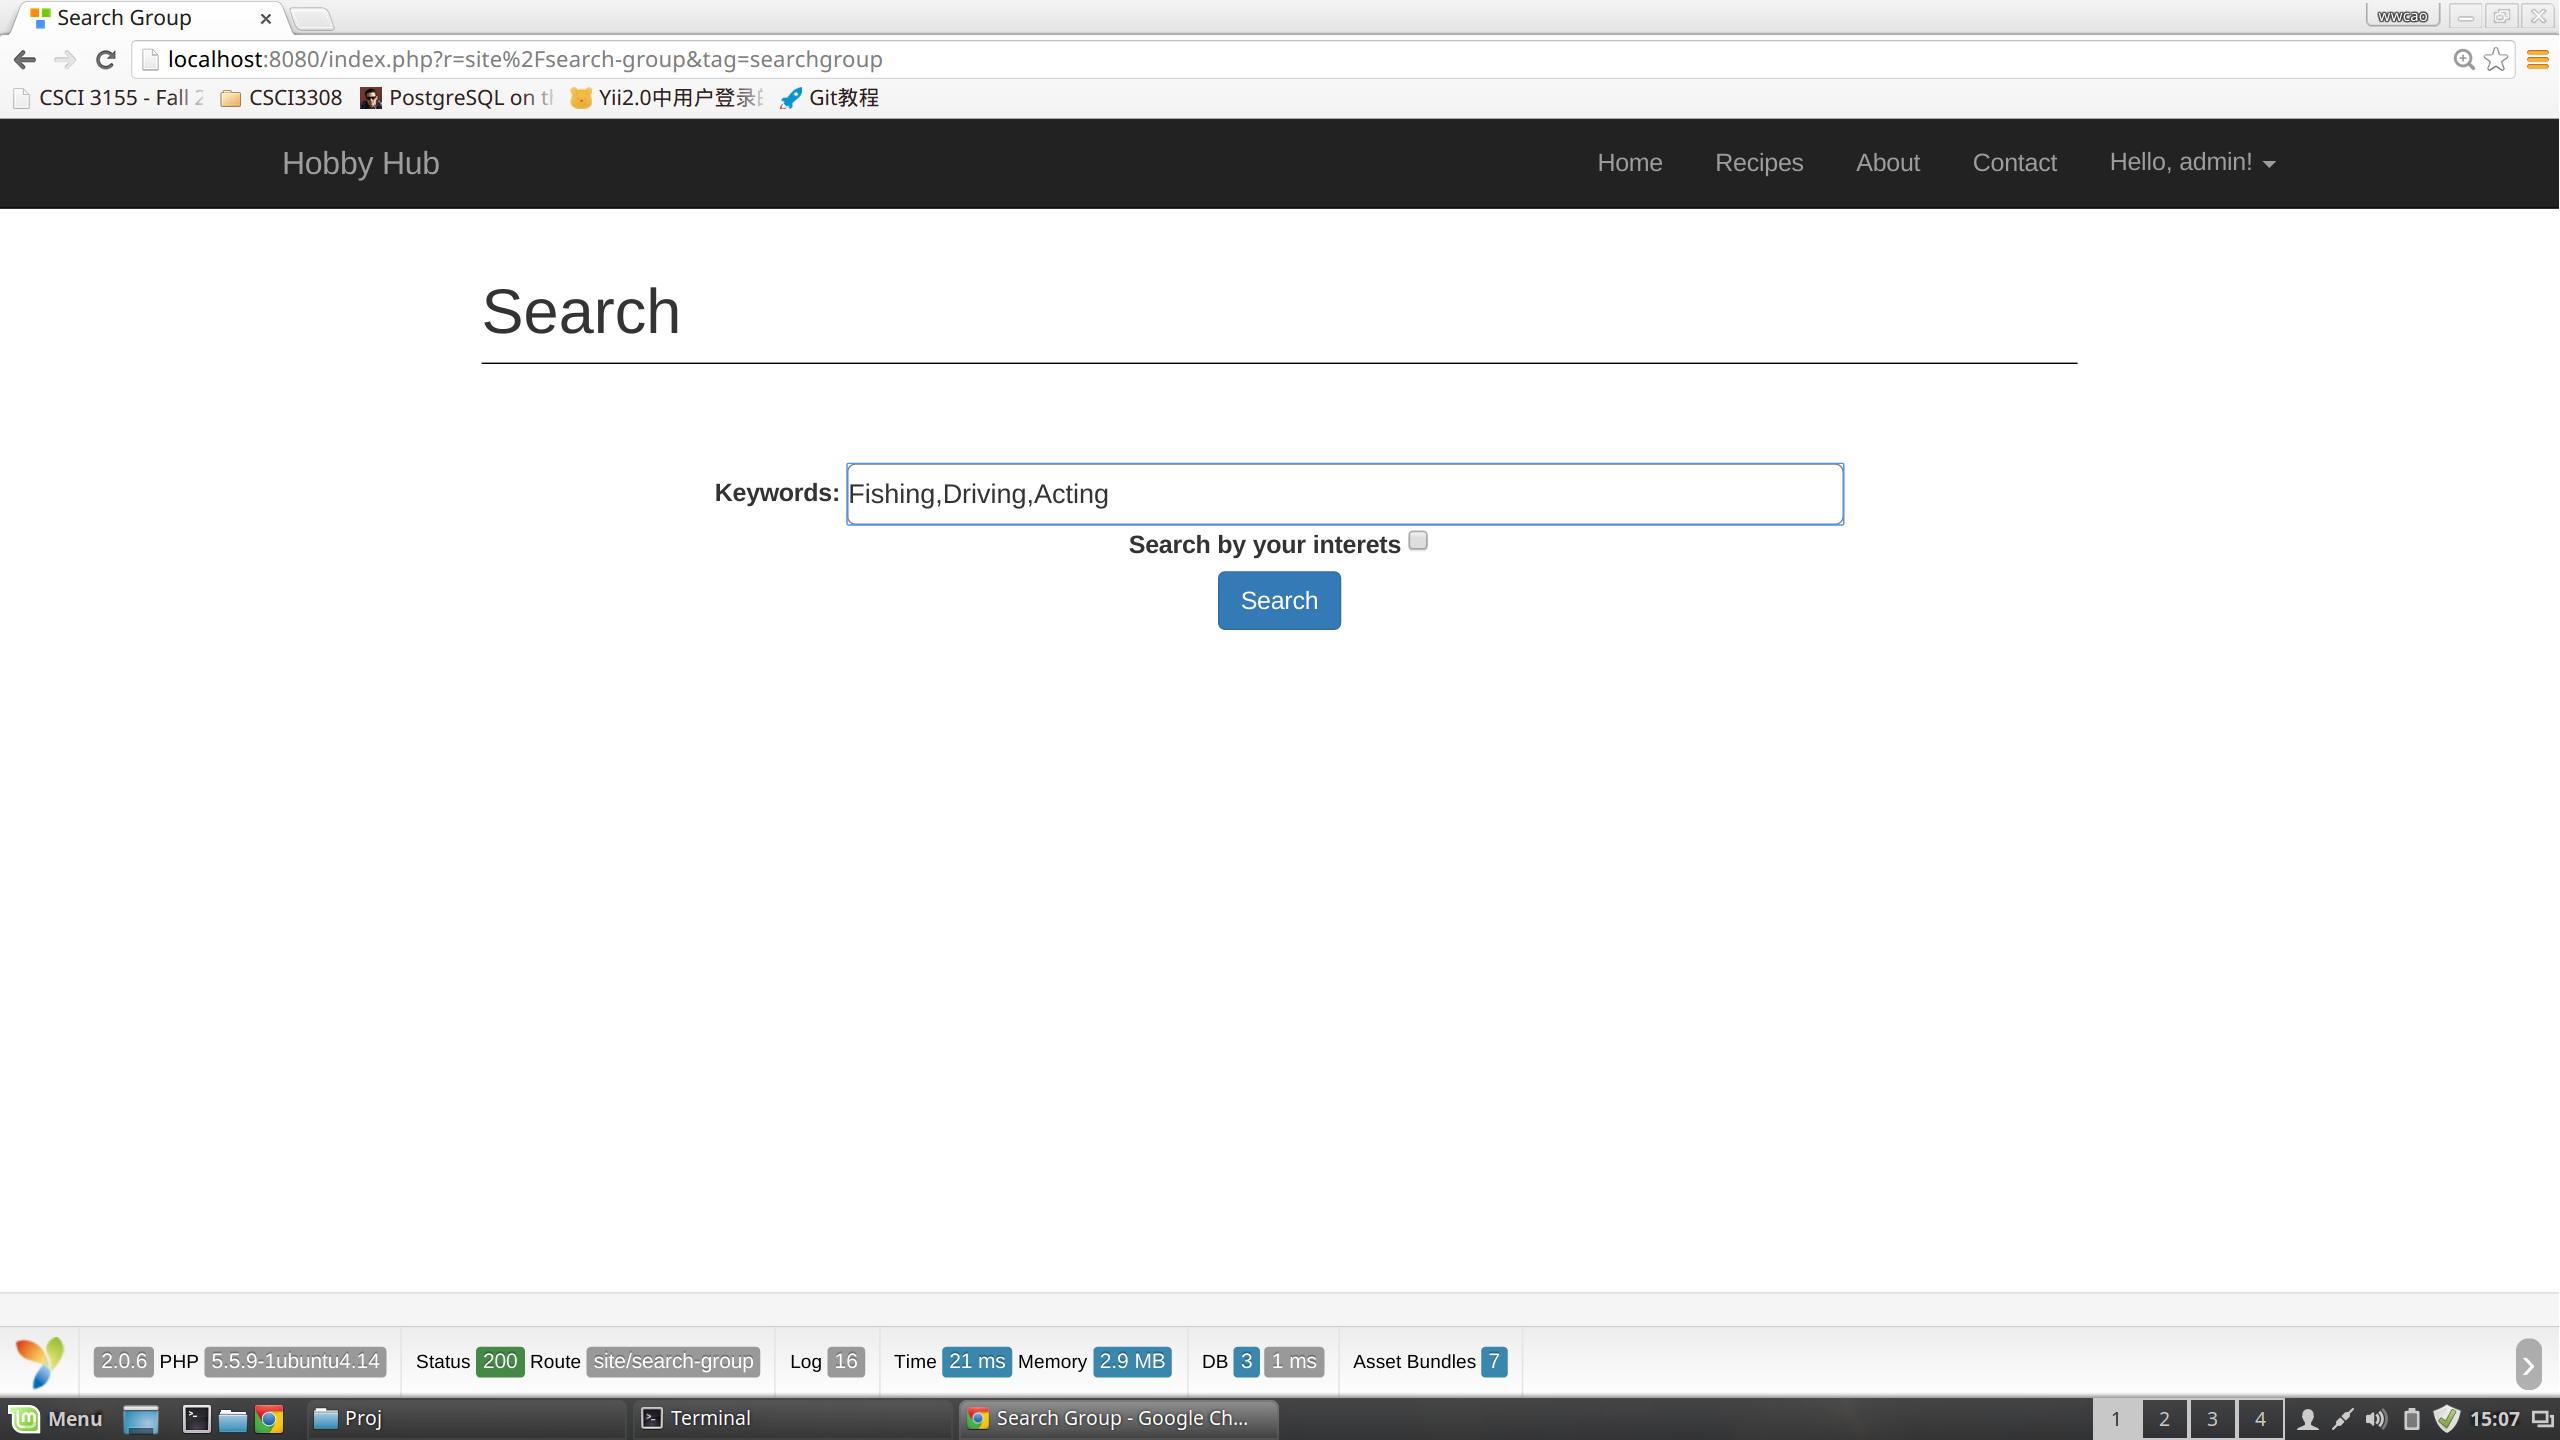 Search Group
wwcao
localhost:8080/index.php?r=site%2Fsearch-group&tag=searchgroup
CSCI 3155 - Fall 2 CSCI3308 PostgreSQL on t Yii2.0中用户登录 Git教程
Hobby Hub Home Recipes About Contact Hello, admin!
Search
Keywords: Fishing,Driving,Acting
Search by your interets
Search
2.0.6 PHP 5.5.9-1ubuntu4.14 Status 200 Route site/search-group Log 16 Time 21 ms Memory 2.9 MB DB 3 1 ms Asset Bundles 7
Menu Proj Terminal Search Group - Google Ch... 1 2 3 4 15:07